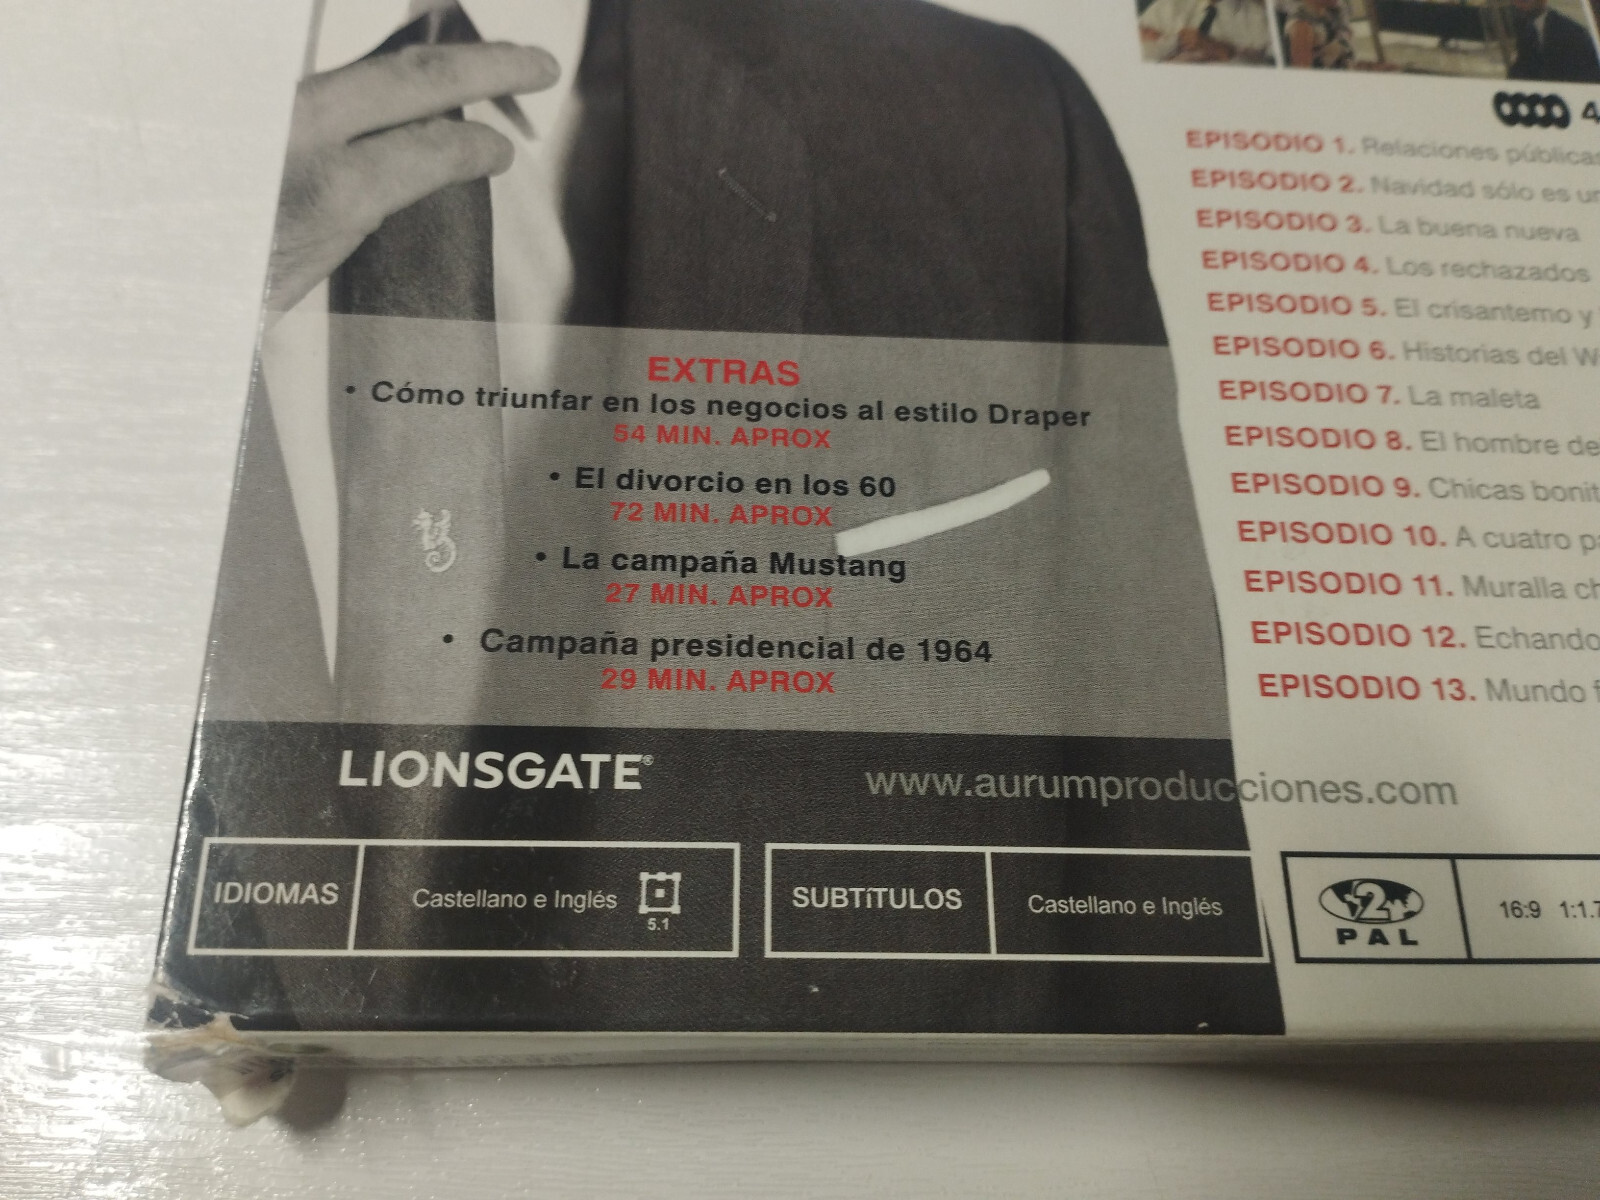 4
EPISODIO 1. Relaciones públicas
EPISODIO 2. Navidad sólo es
EPISODIO 3. La buena nueva
EPISODIO 4. Los rechazados
EPISODIO 5. El crisantemo y
EPISODIO 6. Historias del
EPISODIO 7. La maleta
EPISODIO 8. El hombre de
EPISODIO 9. Chicas
EPISODIO 10. A cuatro
EPISODIO 11. Muralla
EPISODIO 12. Echando
EPISODIO 13. Mundo
EXTRAS
• Cómo triunfar en los negocios al estilo Draper
54 MIN. APROX
• El divorcio en los 60
72 MIN. APROX
• La campaña Mustang
27 MIN. APROX
• Campaña presidencial de 1964
29 MIN. APROX
LIONSGATE®
www.aurumproducciones.com
IDIOMAS Castellano e Inglés 5.1
SUBTíTULOS Castellano e Inglés
2 PAL
16:9 1:1.7